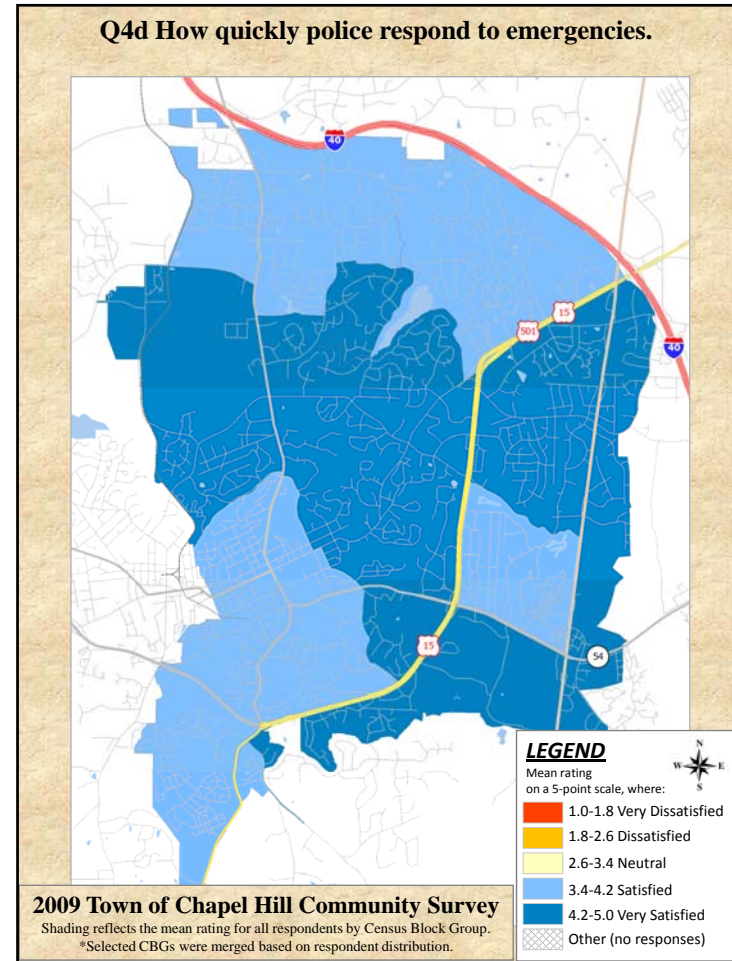 Q4d How quickly police respond to emergencies.
40
15
501
40
15
54
LEGEND
N
W E
S
Mean rating
on a 5-point scale, where:
1.0-1.8 Very Dissatisfied
1.8-2.6 Dissatisfied
2.6-3.4 Neutral
3.4-4.2 Satisfied
4.2-5.0 Very Satisfied
Other (no responses)
2009 Town of Chapel Hill Community Survey
Shading reflects the mean rating for all respondents by Census Block Group.
*Selected CBGs were merged based on respondent distribution.